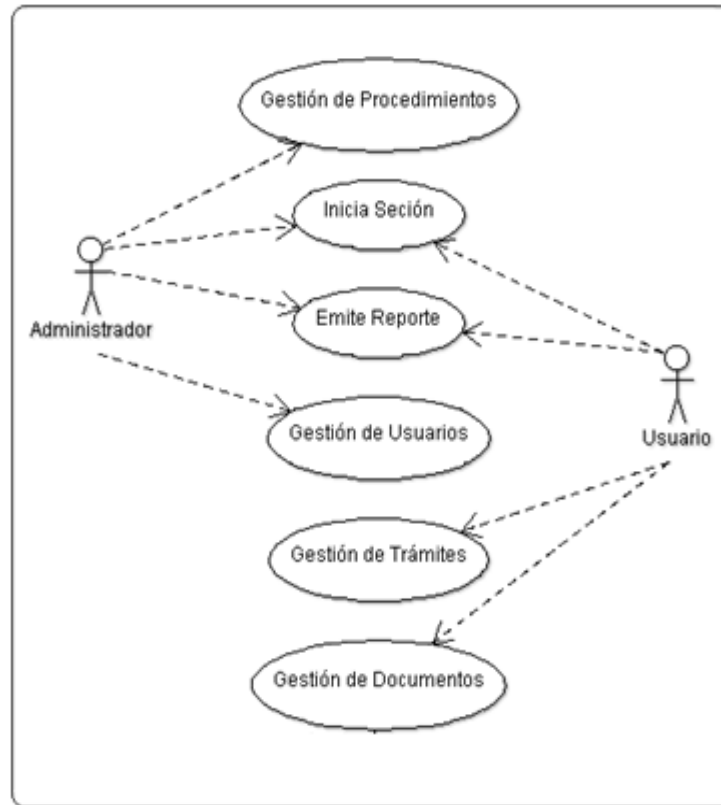 Gestión de Procedimientos
Inicia Seción
Emite Reporte
Administrador
Gestión de Usuarios
Usuario
Gestión de Trámites
Gestión de Documentos